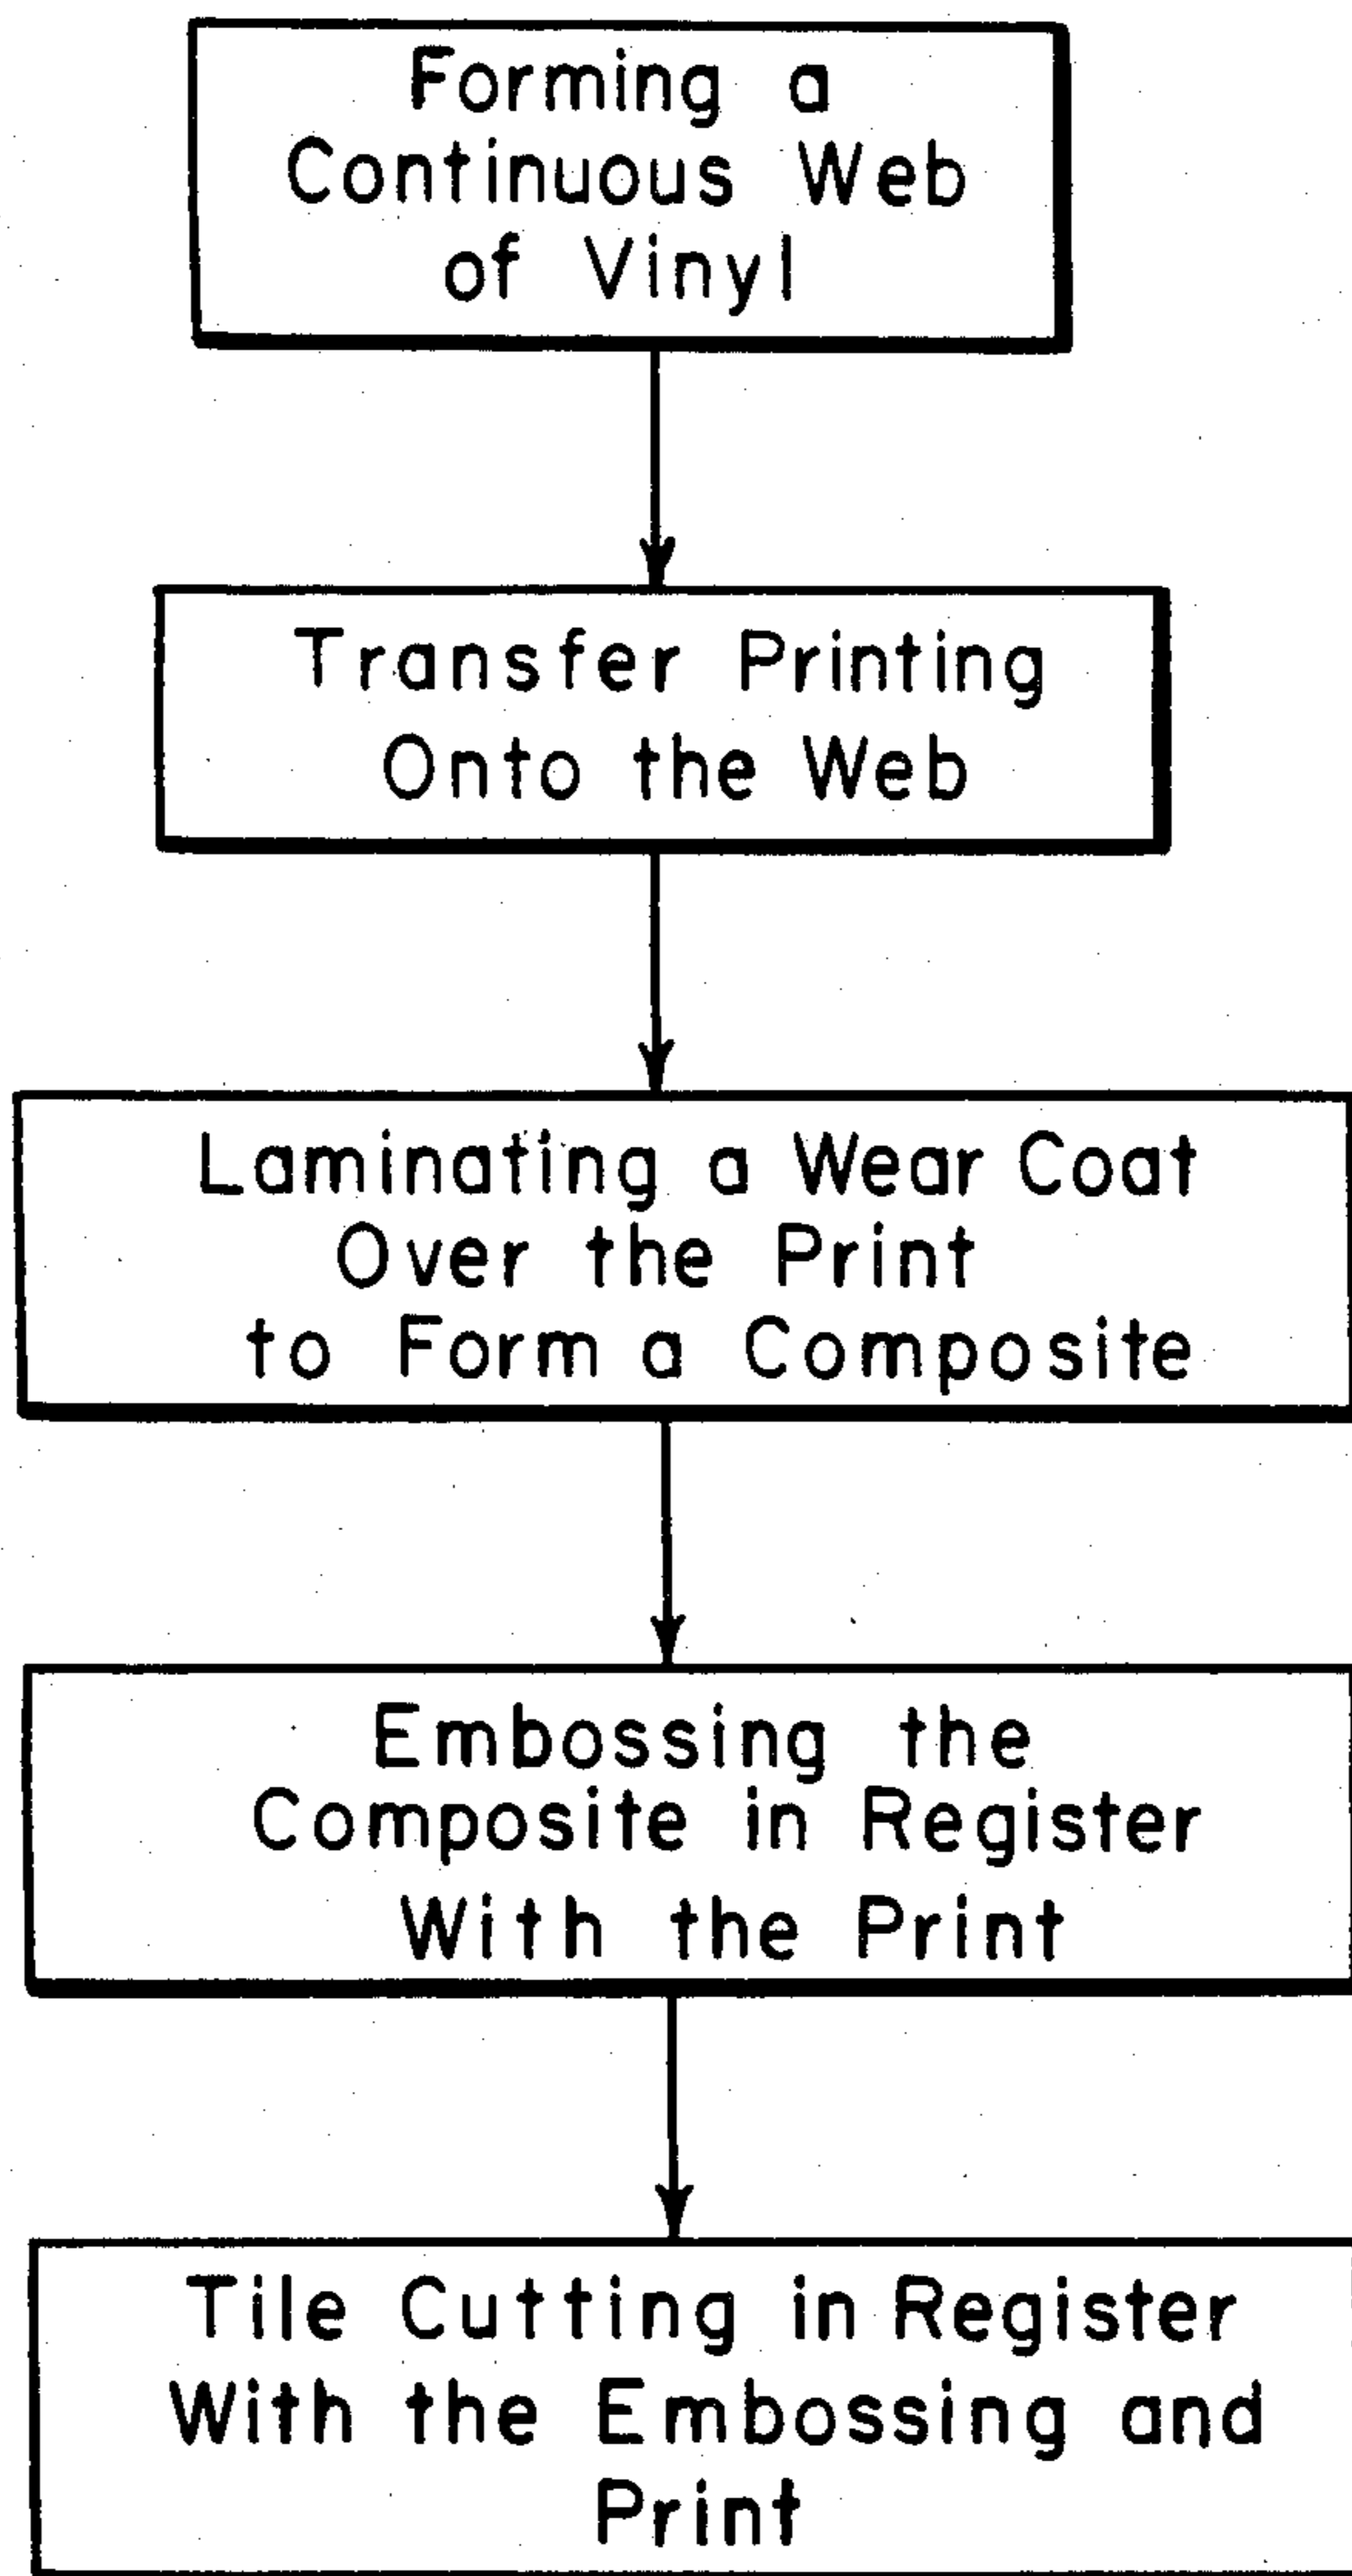 Forming a
Continuous Web
of Vinyl
Transfer Printing
Onto the Web
Laminating a Wear Coat
Over the Print
to Form a Composite
Embossing the
Composite in Register
With the Print
Tile Cutting in Register
With the Embossing and
Print